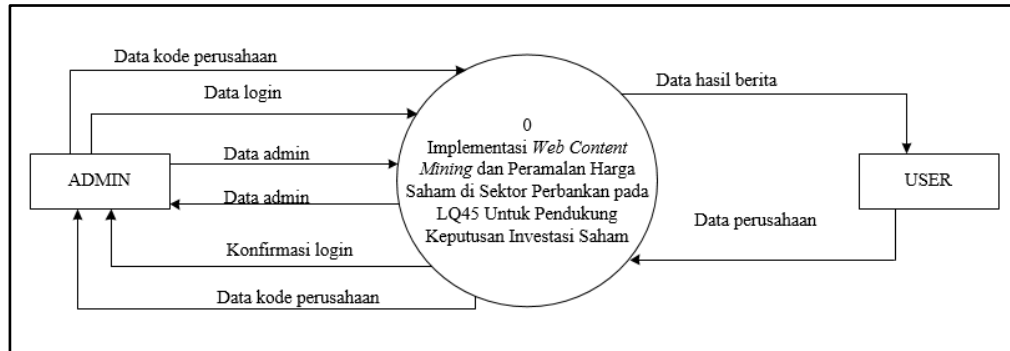 Data kode perusahaan
Data login
Data admin
Data admin
Konfirmasi login
Data kode perusahaan
ADMIN
0
Implementasi Web Content
Mining dan Peramalan Harga
Saham di Sektor Perbankan pada
LQ45 Untuk Pendukung
Keputusan Investasi Saham
Data hasil berita
USER
Data perusahaan